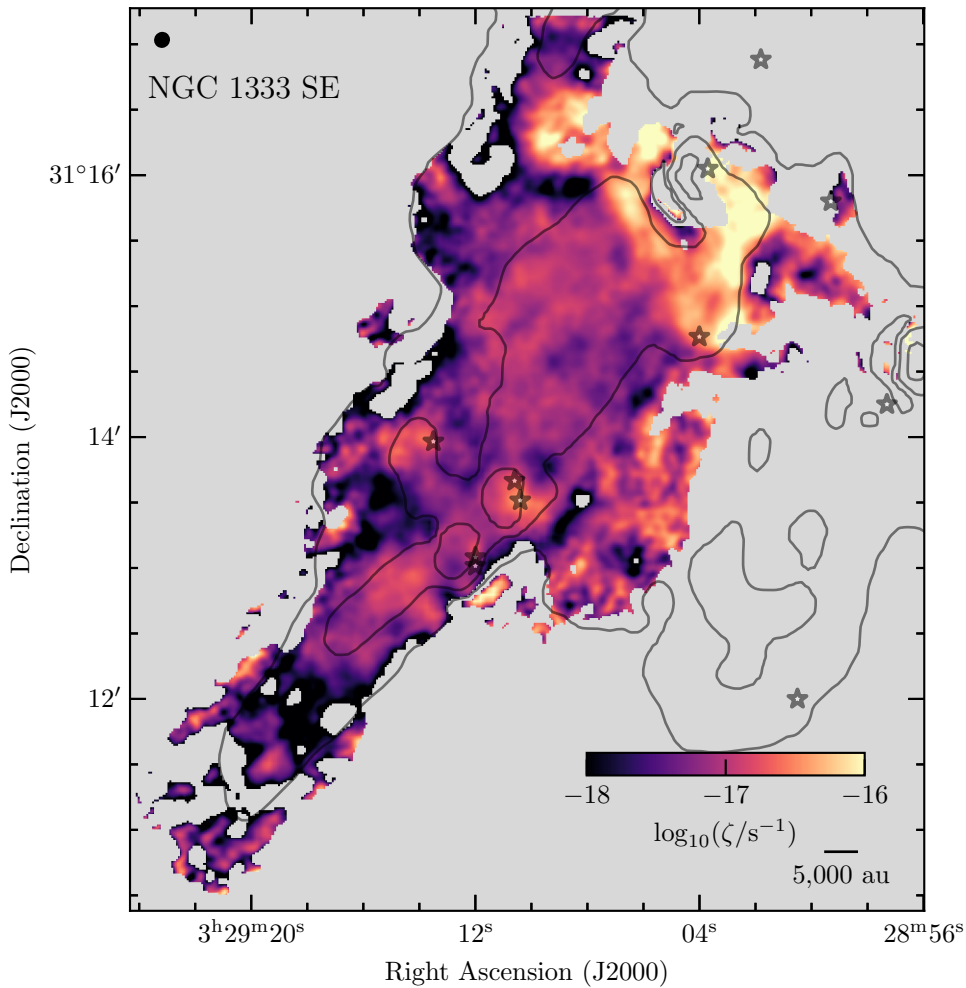 NGC 1333 SE
31°16′
14′
12′
Declination (J2000)
−18 −17 −16
log₁₀(ζ/s⁻¹)
5,000 au
3ʰ29ᵐ20ˢ 12ˢ 04ˢ 28ᵐ56ˢ
Right Ascension (J2000)